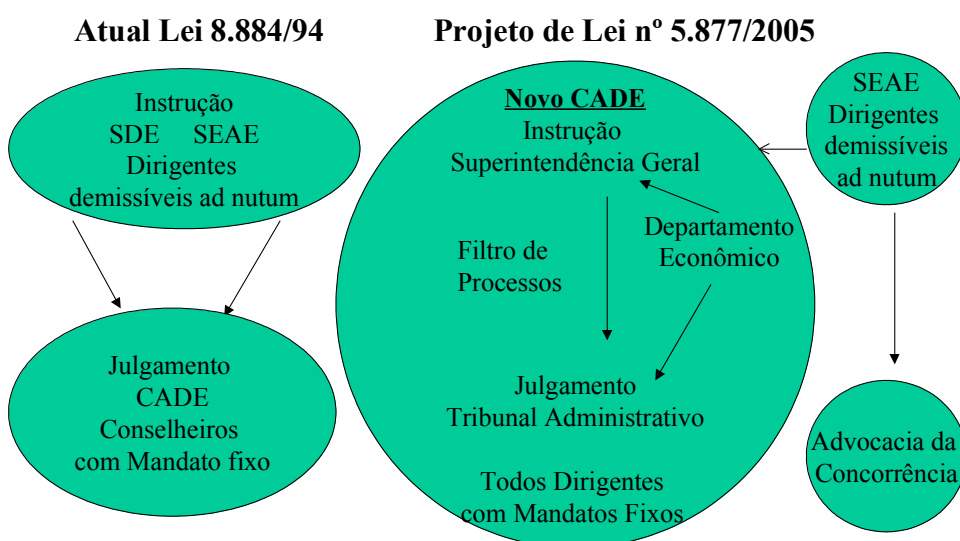 Atual Lei 8.884/94
Instrução
SDE SEAE
Dirigentes
demissíveis ad nutum
Julgamento
CADE
Conselheiros
com Mandato fixo
Projeto de Lei nº 5.877/2005
Novo CADE
Instrução
Superintendência Geral
Departamento
Econômico
Filtro de
Processos
Julgamento
Tribunal Administrativo
Todos Dirigentes
com Mandatos Fixos
SEAE
Dirigentes
demissíveis
ad nutum
Advocacia da
Concorrência